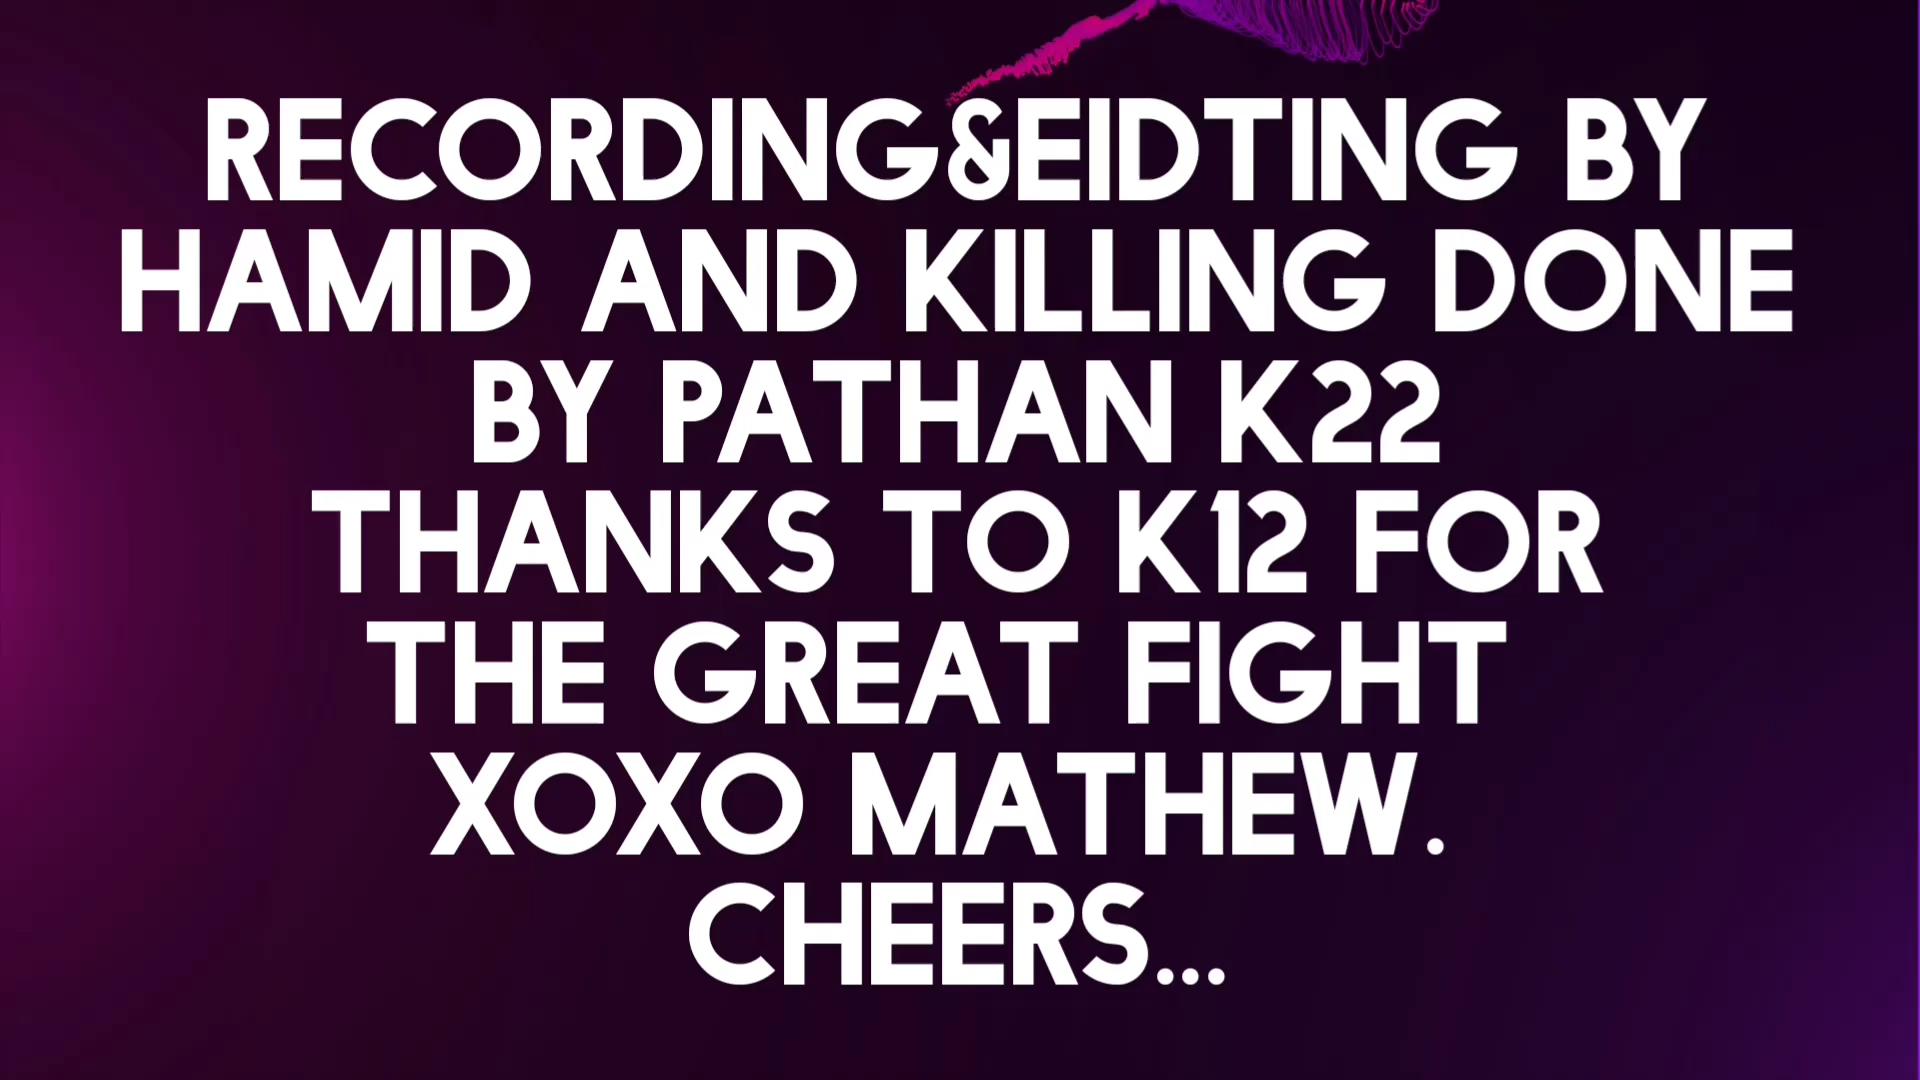 RECORDING&EIDTING BY
HAMID AND KILLING DONE
BY PATHAN K22
THANKS TO K12 FOR
THE GREAT FIGHT
XOXO MATHEW.
CHEERS...